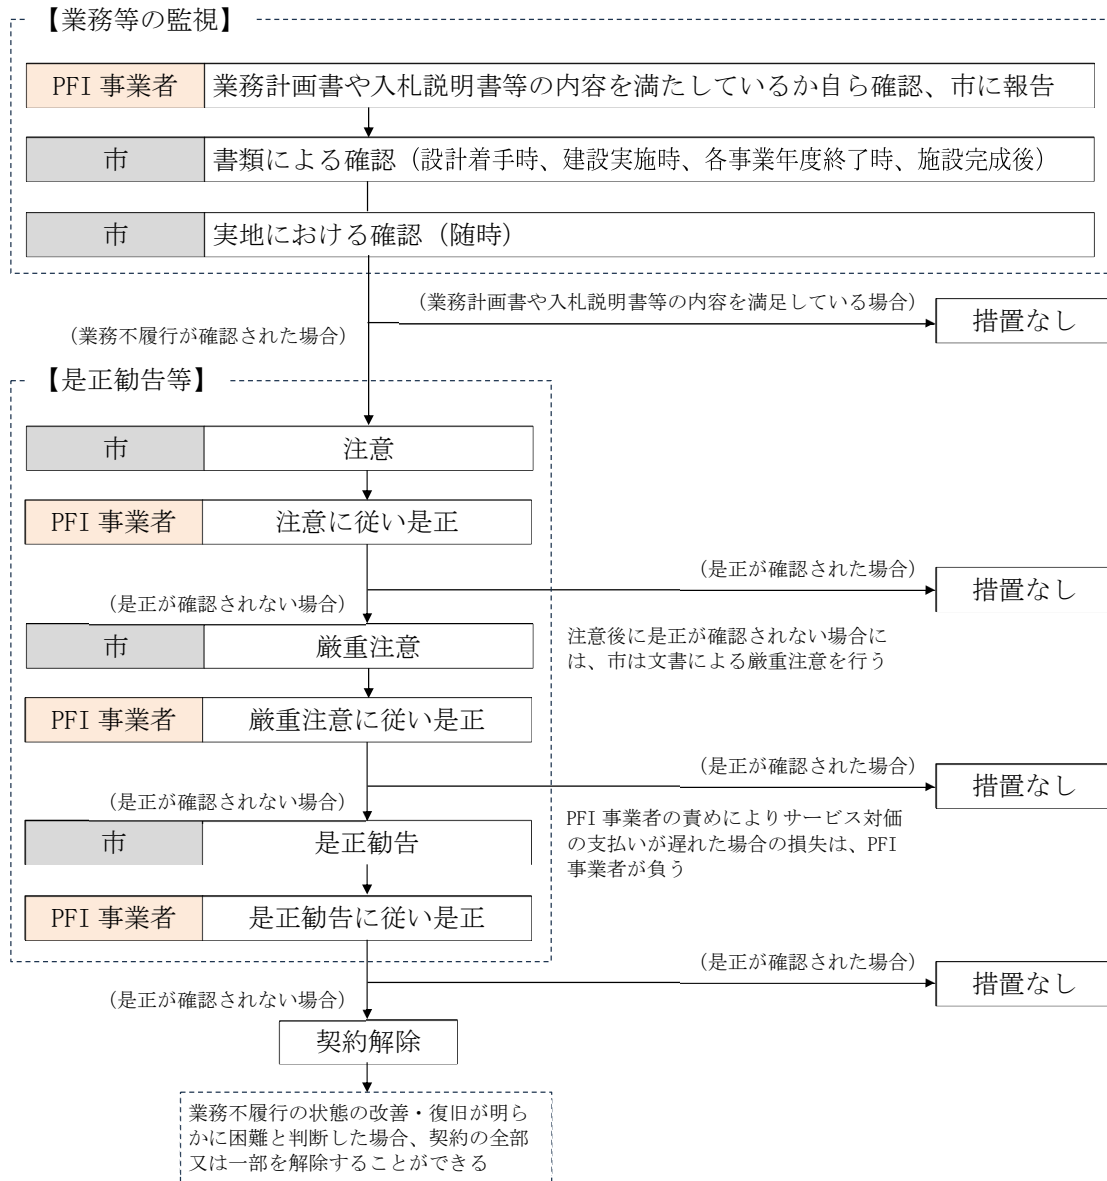 【業務等の監視】
PFI 事業者 業務計画書や入札説明書等の内容を満たしているか自ら確認、市に報告
市 書類による確認（設計着手時、建設実施時、各事業年度終了時、施設完成後）
市 実地における確認（随時）
（業務計画書や入札説明書等の内容を満足している場合）
措置なし
（業務不履行が確認された場合）
【是正勧告等】
市 注意
PFI 事業者 注意に従い是正
（是正が確認された場合）
措置なし
（是正が確認されない場合）
市 厳重注意
注意後に是正が確認されない場合に
は、市は文書による厳重注意を行う
PFI 事業者 厳重注意に従い是正
（是正が確認された場合）
措置なし
（是正が確認されない場合）
市 是正勧告
PFI 事業者の責めによりサービス対価
の支払いが遅れた場合の損失は、PFI
事業者が負う
PFI 事業者 是正勧告に従い是正
（是正が確認された場合）
措置なし
（是正が確認されない場合）
契約解除
業務不履行の状態の改善・復旧が明ら
かに困難と判断した場合、契約の全部
又は一部を解除することができる